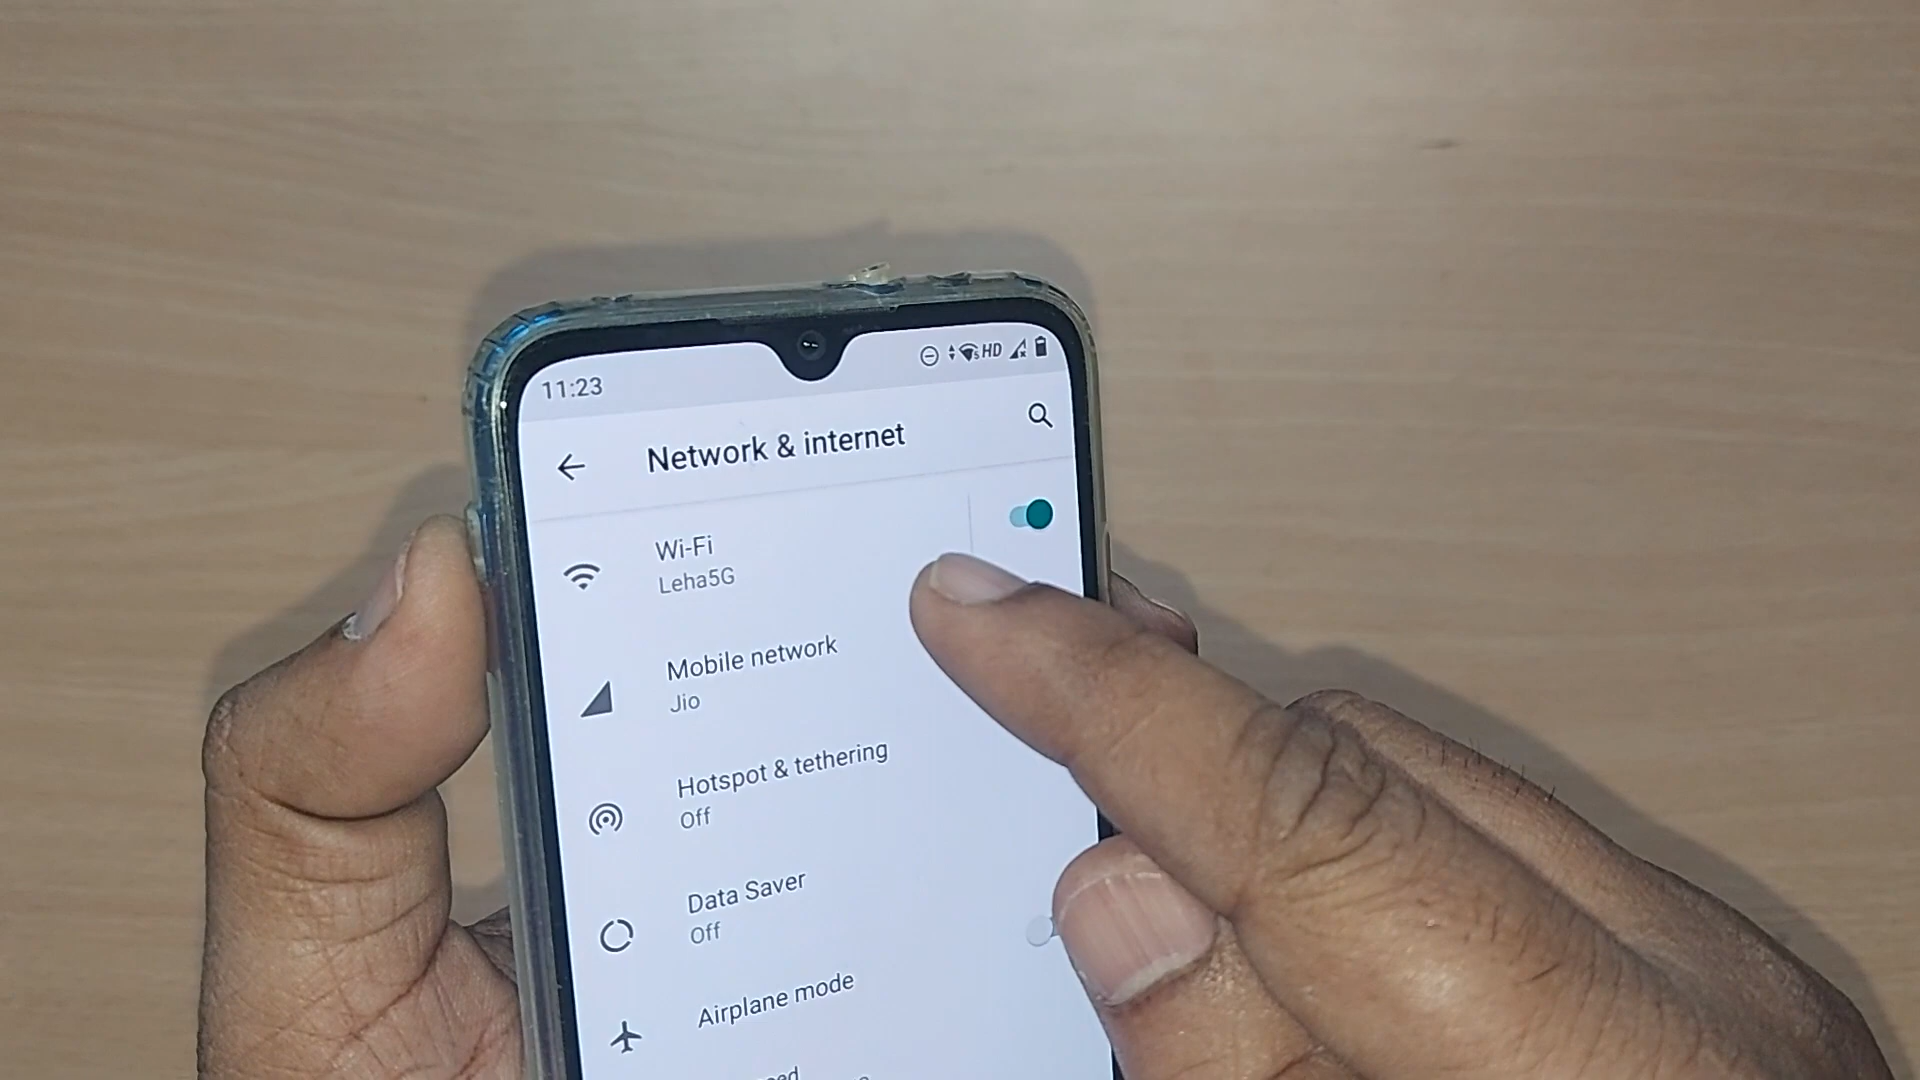 11:23
HD
Network & internet
Wi-Fi
Leha5G
Mobile network
Jio
Hotspot & tethering
Off
Data Saver
Off
Airplane mode